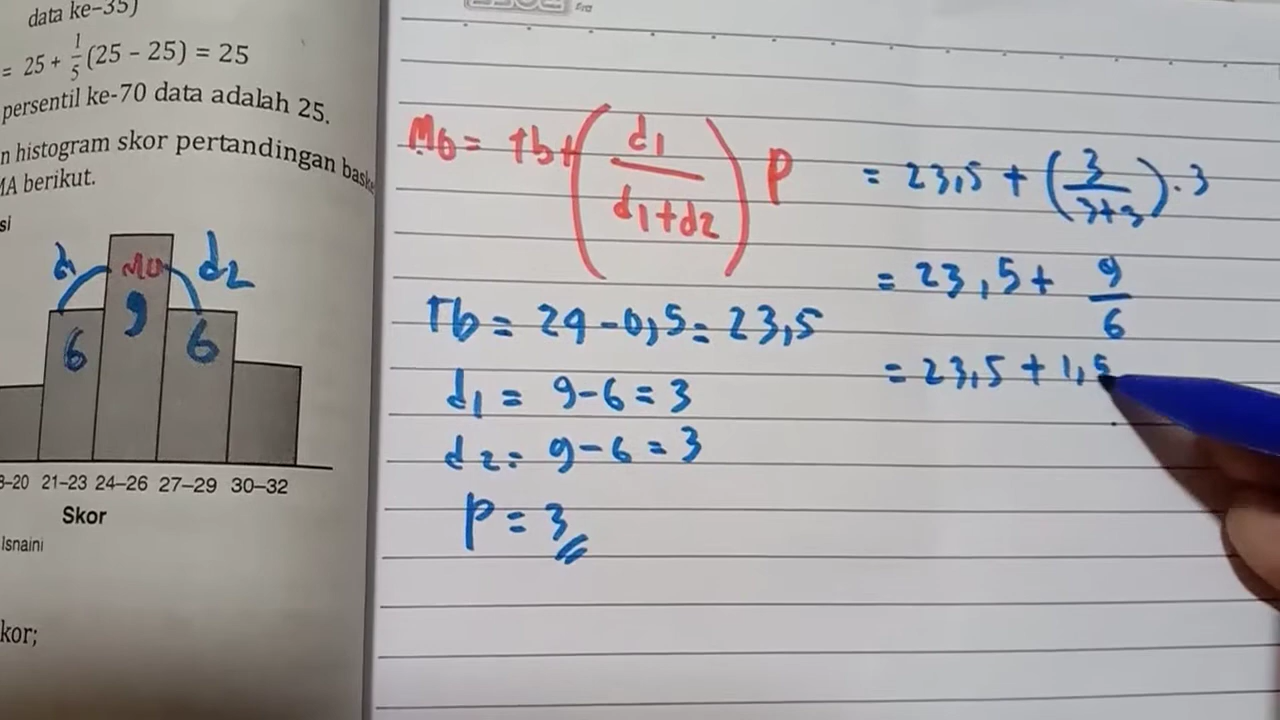 data ke-35)
= 25 + 1/5 (25 – 25) = 25
persentil ke-70 data adalah 25.
n histogram skor pertandingan bask
MA berikut.
si
d1 Mo d2
6 9 6
8–20 21–23 24–26 27–29 30–32
Skor
Isnaini
kor;
Mo = Tb + (d1 / d1+d2) P
Tb = 24 - 0,5 = 23,5
d1 = 9-6 = 3
d2 = 9-6 = 3
P = 3
= 23,5 + (3 / 3+3) . 3
= 23,5 + 9/6
= 23,5 + 1,5